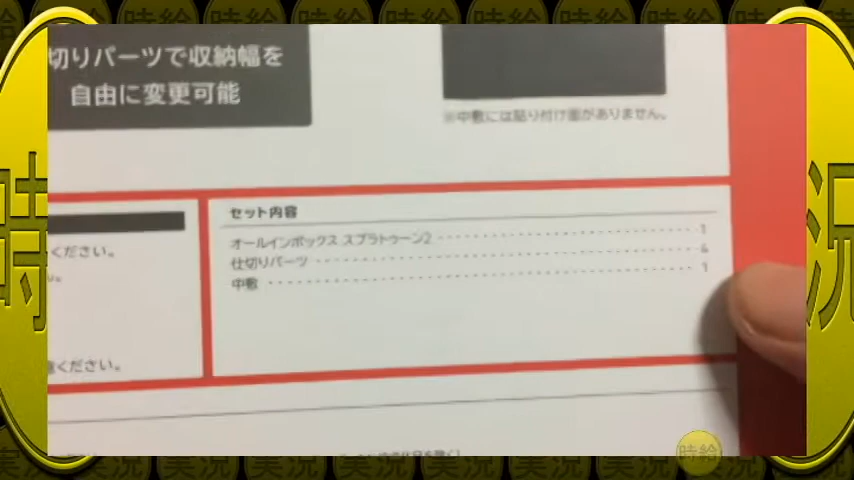 切りパーツで収納幅を
自由に変更可能
※中敷には貼り付け面がありません。
ください。
セット内容
オールインボックス スプラトゥーン2 1
仕切りパーツ 4
中敷 1
ください。
時給
時
況